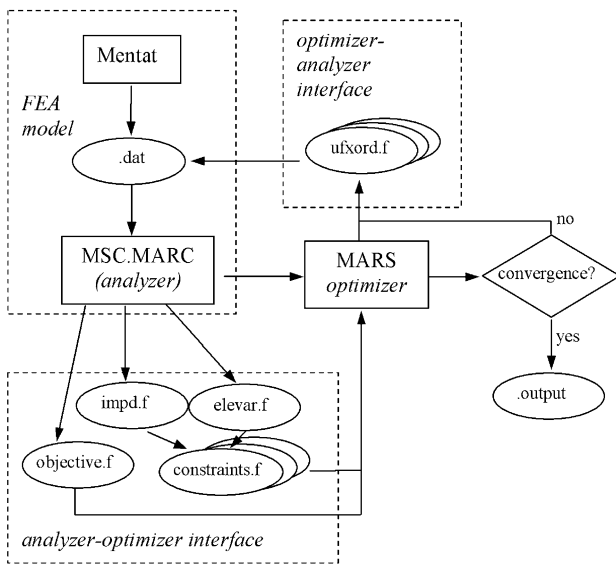 Mentat
FEA
model
.dat
MSC.MARC
(analyzer)
optimizer-
analyzer
interface
ufxord.f
MARS
optimizer
no
convergence?
yes
.output
impd.f
elevar.f
objective.f
constraints.f
analyzer-optimizer interface